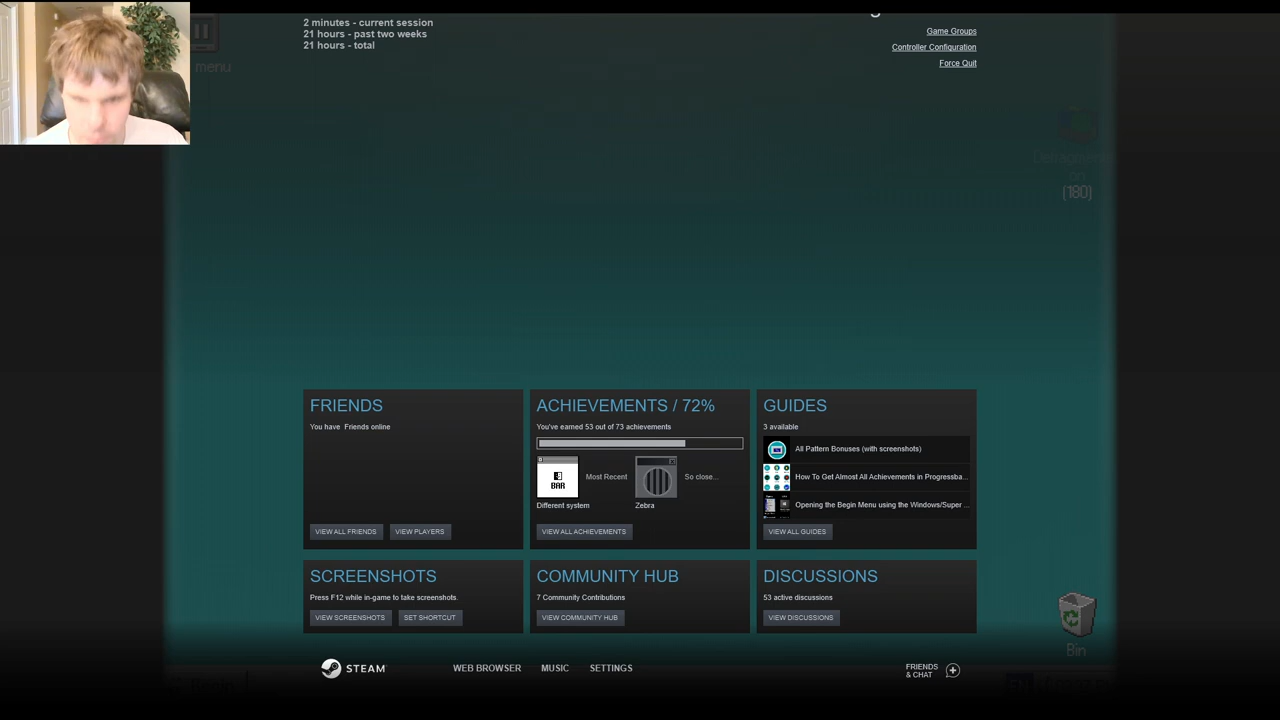 2 minutes - current session
21 hours - past two weeks
21 hours - total
Game Groups
Controller Configuration
Force Quit
menu
(180)
FRIENDS
You have Friends online
VIEW ALL FRIENDS
VIEW PLAYERS
ACHIEVEMENTS / 72%
You've earned 53 out of 73 achievements
BAR
Most Recent
So close...
Different system
Zebra
VIEW ALL ACHIEVEMENTS
GUIDES
3 available
All Pattern Bonuses (with screenshots)
How To Get Almost All Achievements in Progressba...
Opening the Begin Menu using the Windows/Super ...
VIEW ALL GUIDES
SCREENSHOTS
Press F12 while in-game to take screenshots.
VIEW SCREENSHOTS
SET SHORTCUT
COMMUNITY HUB
7 Community Contributions
VIEW COMMUNITY HUB
DISCUSSIONS
53 active discussions
VIEW DISCUSSIONS
Bin
STEAM
WEB BROWSER
MUSIC
SETTINGS
FRIENDS
& CHAT